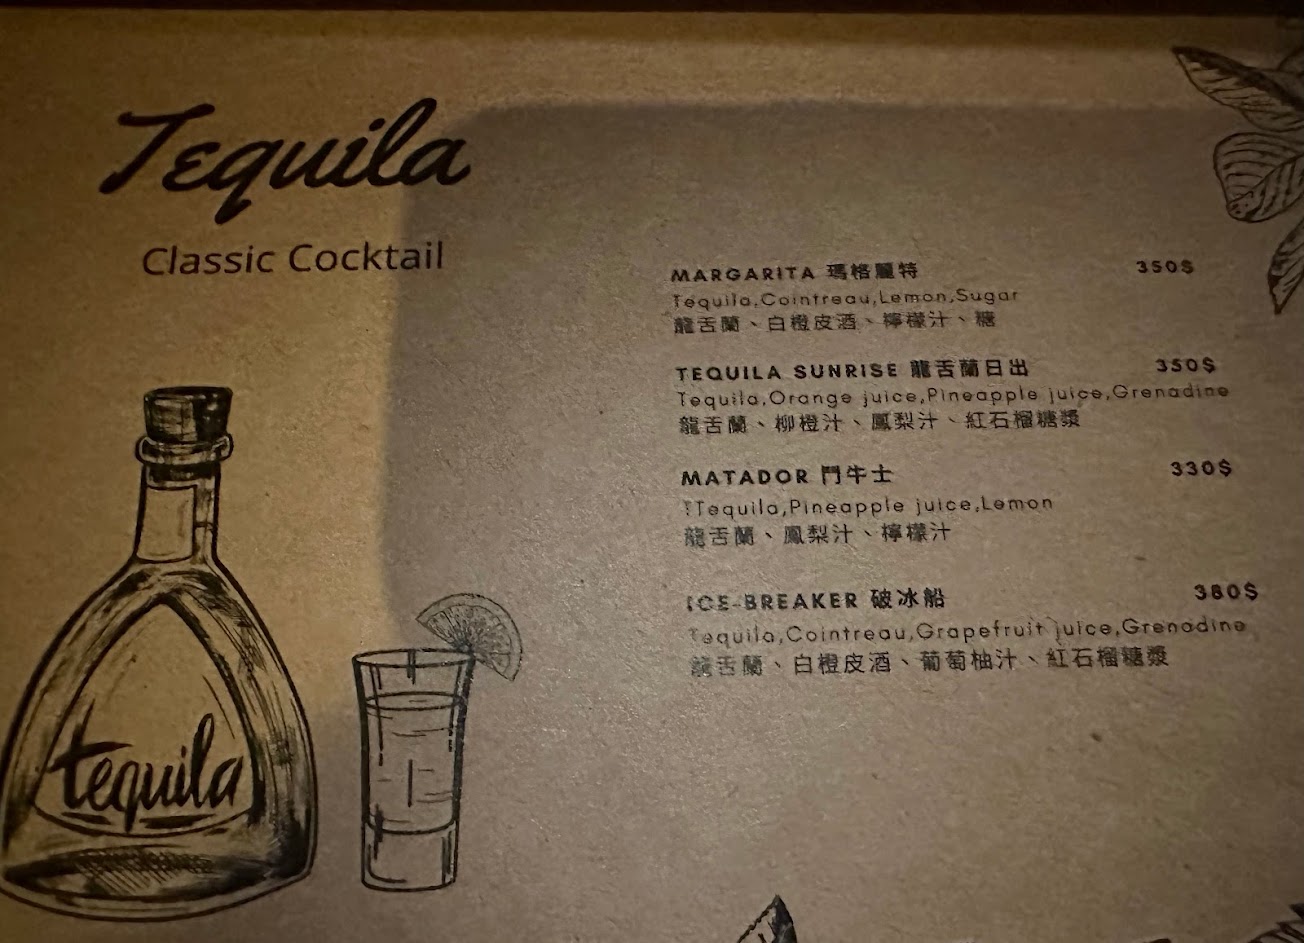 Tequila
Classic Cocktail
MARGARITA 瑪格麗特 350$
Tequila,Cointreau,Lemon,Sugar
龍舌蘭、白橙皮酒、檸檬汁、糖
TEQUILA SUNRISE 龍舌蘭日出 350$
Tequila,Orange juice,Pineapple juice,Grenadine
龍舌蘭、柳橙汁、鳳梨汁、紅石榴糖漿
MATADOR 鬥牛士 330$
TTequila,Pineapple juice,Lemon
龍舌蘭、鳳梨汁、檸檬汁
ICE-BREAKER 破冰船 380$
Tequila,Cointreau,Grapefruit juice,Grenadine
龍舌蘭、白橙皮酒、葡萄柚汁、紅石榴糖漿
tequila